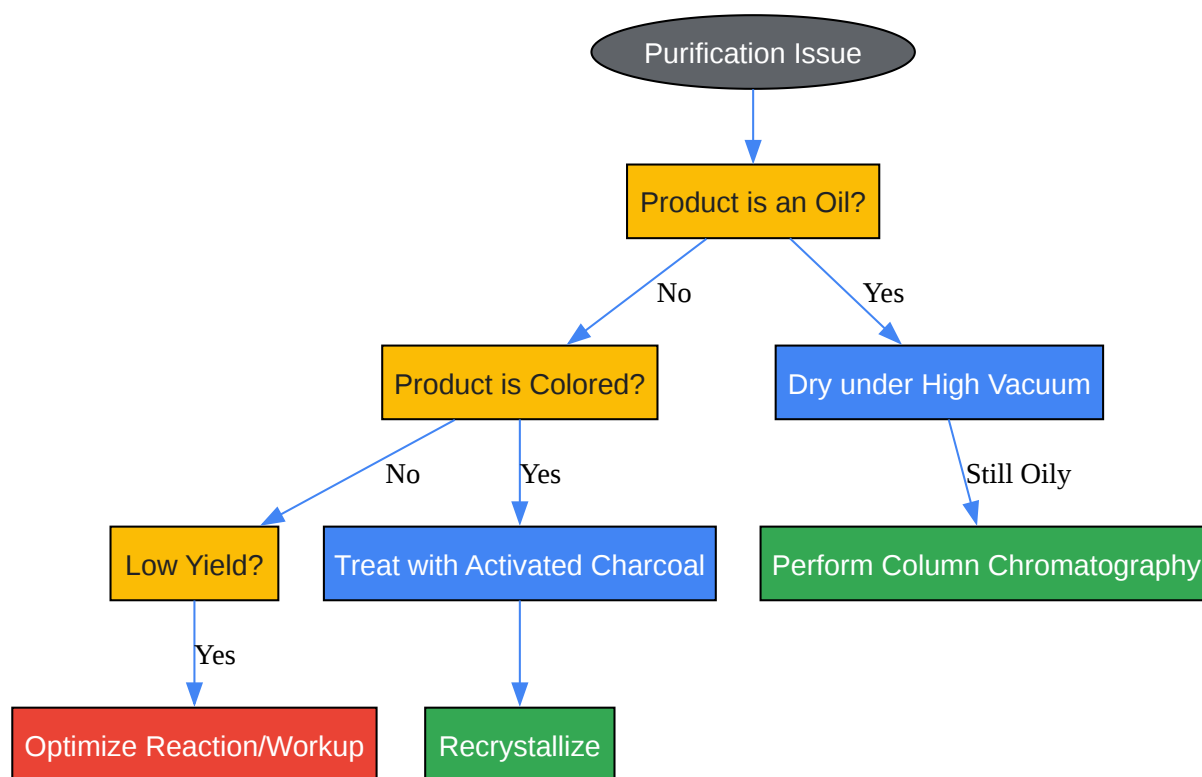 Purification Issue
Product is an Oil?
No
Yes
Product is Colored?
Dry under High Vacuum
No
Yes
Still Oily
Low Yield?
Treat with Activated Charcoal
Perform Column Chromatography
Yes
Optimize Reaction/Workup
Recrystallize